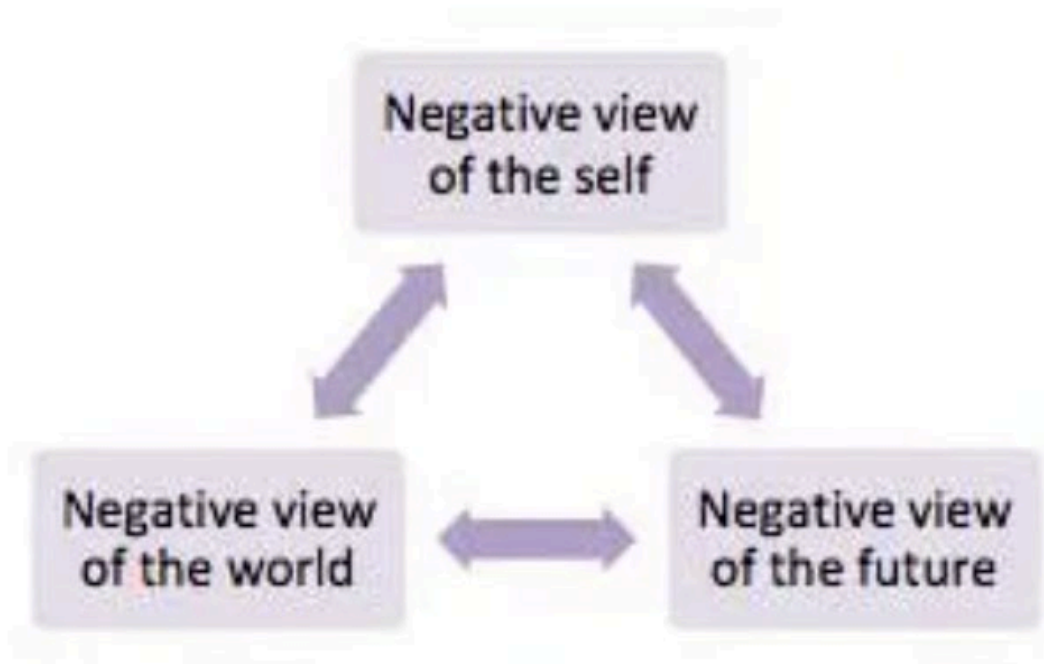 Negative view
of the self
Negative view
of the world
Negative view
of the future